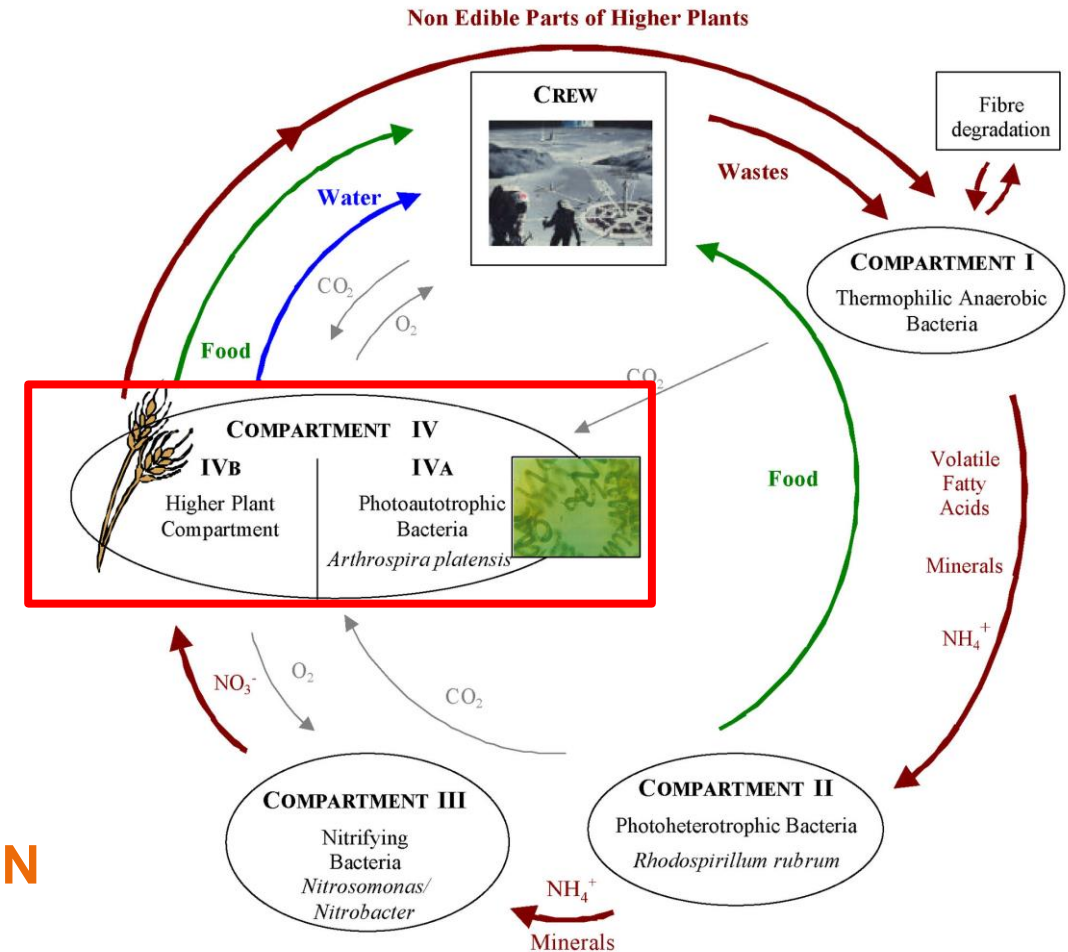 Non Edible Parts of Higher Plants
CREW
Fibre
degradation
Wastes
Water
COMPARTMENT I
Thermophilic Anaerobic
Bacteria
CO₂
O₂
Food
CO₂
COMPARTMENT IV
IVB
Higher Plant
Compartment
IVA
Photoautotrophic
Bacteria
Arthrospira platensis
Food
Volatile
Fatty
Acids
Minerals
NH₄⁺
NO₃⁻
O₂
CO₂
COMPARTMENT III
Nitrifying
Bacteria
Nitrosomonas/
Nitrobacter
COMPARTMENT II
Photoheterotrophic Bacteria
Rhodospirillum rubrum
NH₄⁺
Minerals
N